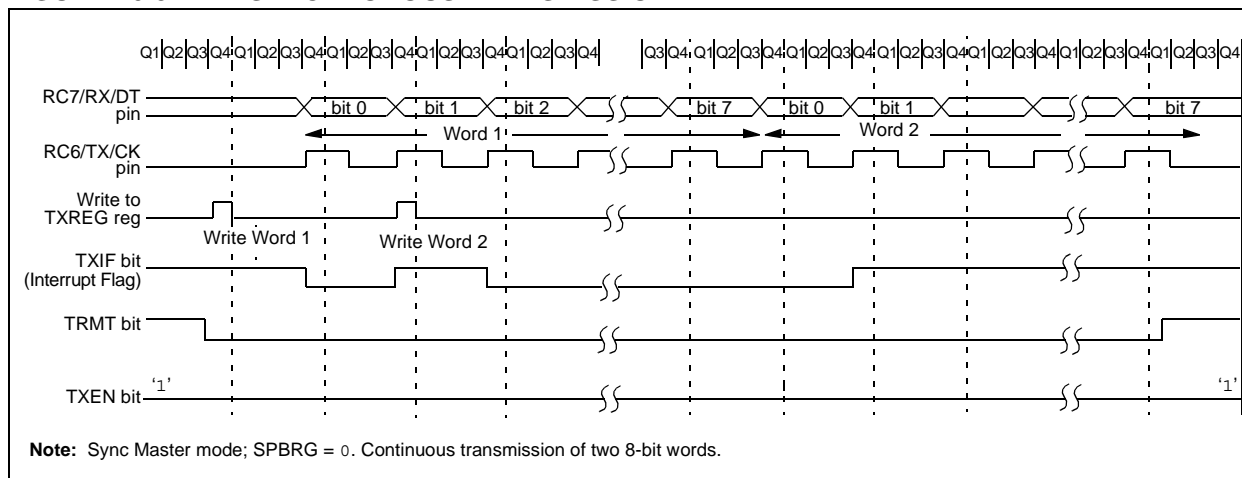 Q1 Q2 Q3 Q4 Q1 Q2 Q3 Q4 Q1 Q2 Q3 Q4 Q1 Q2 Q3 Q4 Q1 Q2 Q3 Q4 Q3 Q4 Q1 Q2 Q3 Q4 Q1 Q2 Q3 Q4 Q1 Q2 Q3 Q4 Q1 Q2 Q3 Q4 Q1 Q2 Q3 Q4 Q1 Q2 Q3 Q4
RC7/RX/DT
pin
bit 0 bit 1 bit 2 bit 7 bit 0 bit 1 bit 7
Word 1 Word 2
RC6/TX/CK
pin
Write to
TXREG reg
Write Word 1 Write Word 2
TXIF bit
(Interrupt Flag)
TRMT bit
TXEN bit
‘1’ ‘1’
Note: Sync Master mode; SPBRG = 0. Continuous transmission of two 8-bit words.